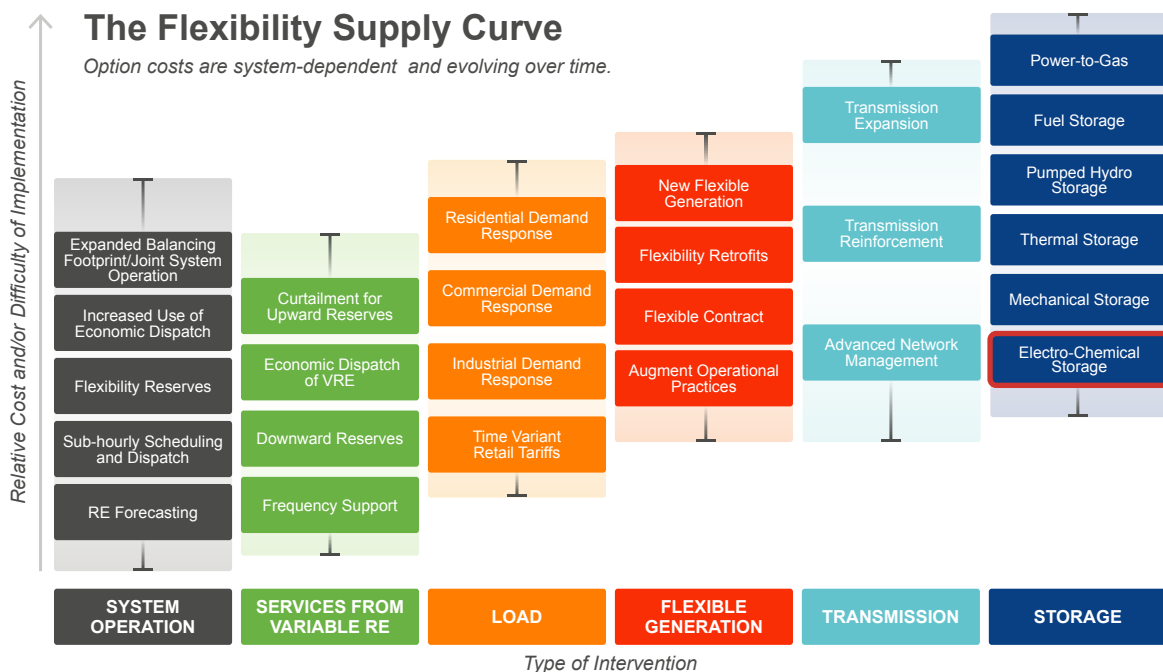 The Flexibility Supply Curve
Option costs are system-dependent and evolving over time.
Relative Cost and/or Difficulty of Implementation
Expanded Balancing
Footprint/Joint System
Operation
Increased Use of
Economic Dispatch
Flexibility Reserves
Sub-hourly Scheduling
and Dispatch
RE Forecasting
SYSTEM
OPERATION
Curtailment for
Upward Reserves
Economic Dispatch
of VRE
Downward Reserves
Frequency Support
SERVICES FROM
VARIABLE RE
Residential Demand
Response
Commercial Demand
Response
Industrial Demand
Response
Time Variant
Retail Tariffs
LOAD
New Flexible
Generation
Flexibility Retrofits
Flexible Contract
Augment Operational
Practices
FLEXIBLE
GENERATION
Transmission
Expansion
Transmission
Reinforcement
Advanced Network
Management
TRANSMISSION
Power-to-Gas
Fuel Storage
Pumped Hydro
Storage
Thermal Storage
Mechanical Storage
Electro-Chemical
Storage
STORAGE
Type of Intervention